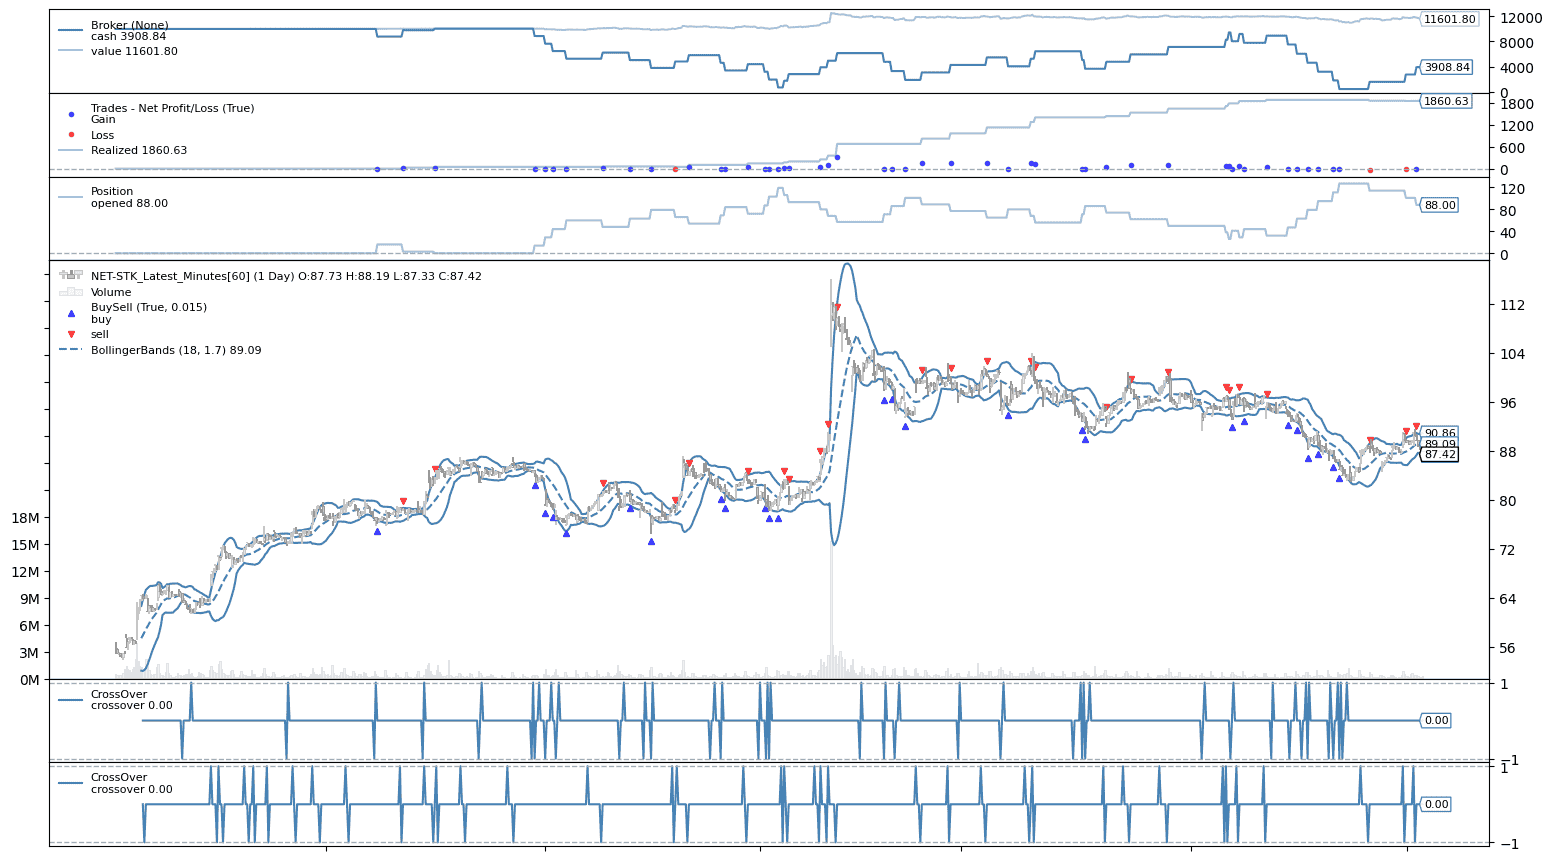 Broker (None)
cash 3908.84
value 11601.80
11601.80
3908.84
12000
8000
4000
0
Trades - Net Profit/Loss (True)
Gain
Loss
Realized 1860.63
1860.63
1800
1200
600
0
Position
opened 88.00
88.00
120
80
40
0
NET-STK_Latest_Minutes[60] (1 Day) O:87.73 H:88.19 L:87.33 C:87.42
Volume
BuySell (True, 0.015)
buy
sell
BollingerBands (18, 1.7) 89.09
112
104
96
88
80
72
64
56
90.86
89.09
87.42
18M
15M
12M
9M
6M
3M
0M
CrossOver
crossover 0.00
0.00
1
−1
CrossOver
crossover 0.00
0.00
1
−1